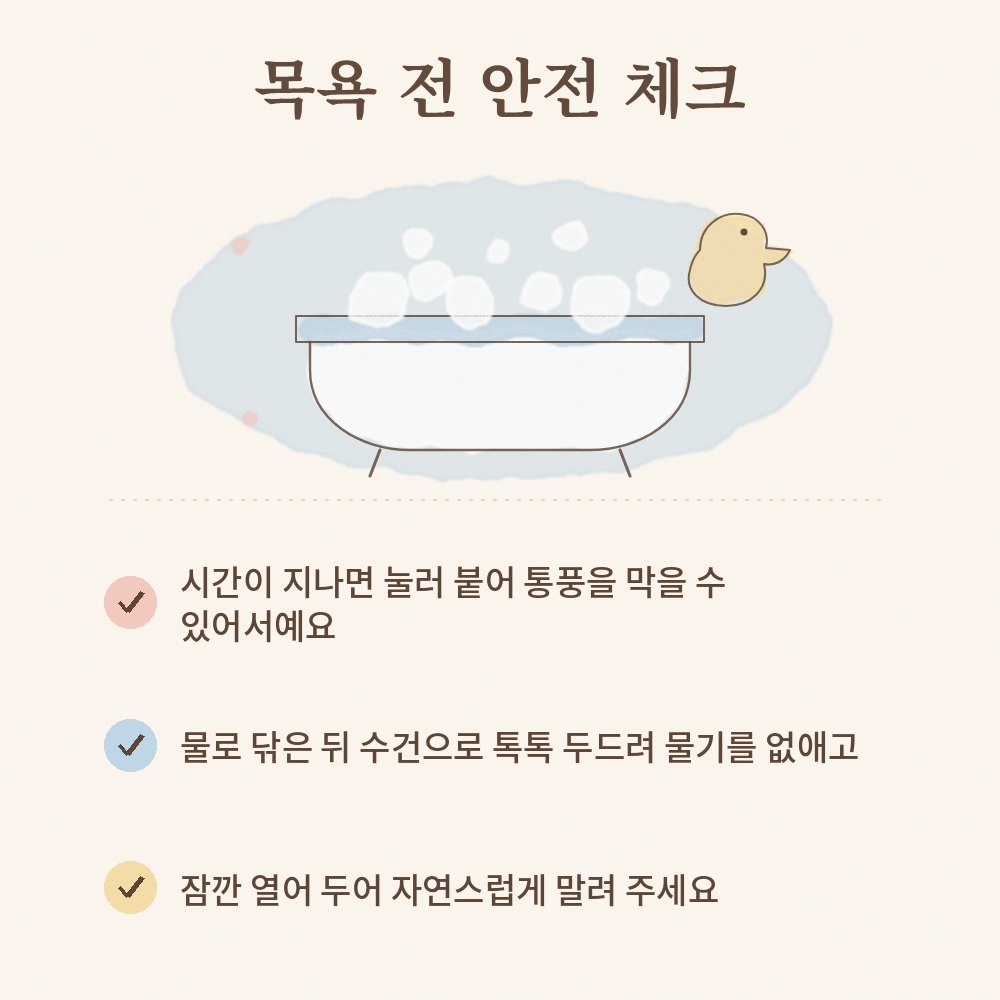 목욕 전 안전 체크
시간이 지나면 눌러 붙어 통풍을 막을 수
있어서예요
물로 닦은 뒤 수건으로 톡톡 두드려 물기를 없애고
잠깐 열어 두어 자연스럽게 말려 주세요